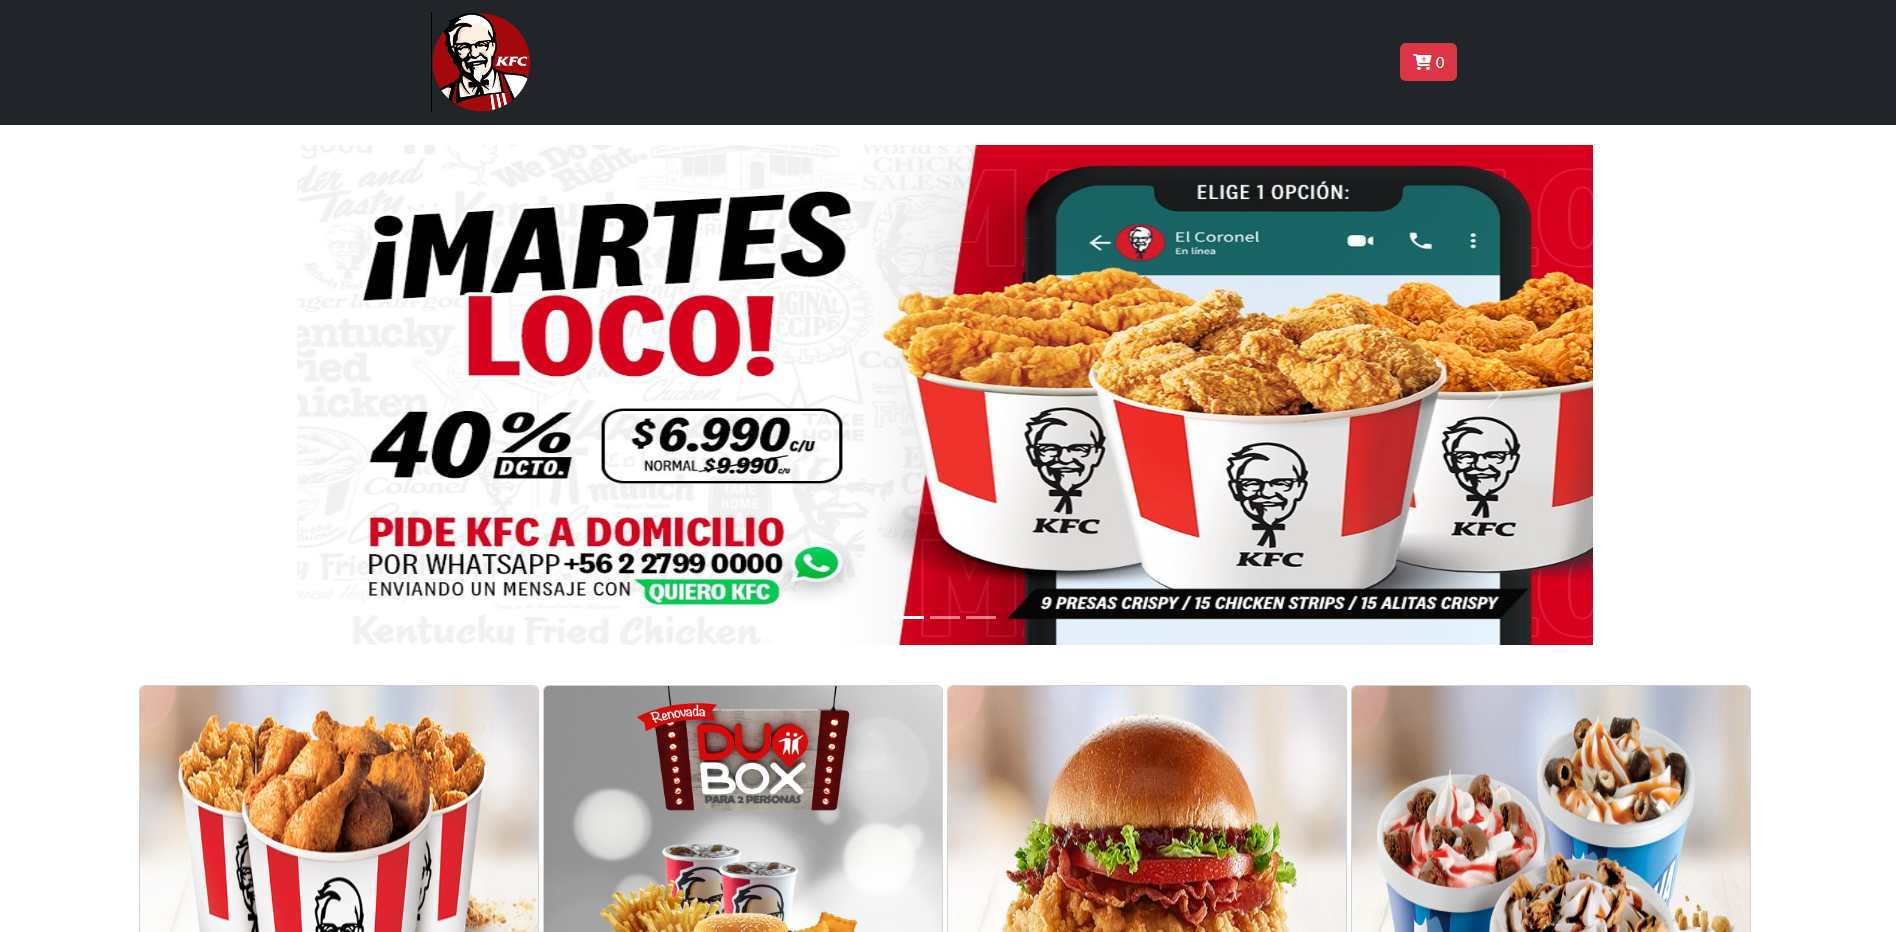 KFC
0
¡MARTES
LOCO!
40% DCTO.
$6.990 C/U
NORMAL $9.990 C/U
PIDE KFC A DOMICILIO
POR WHATSAPP +56 2 2799 0000
ENVIANDO UN MENSAJE CON QUIERO KFC
Kentucky Fried Chicken
ELIGE 1 OPCIÓN:
El Coronel
En línea
KFC
KFC
KFC
9 PRESAS CRISPY / 15 CHICKEN STRIPS / 15 ALITAS CRISPY
Renovada
DUO
BOX
PARA 2 PERSONAS